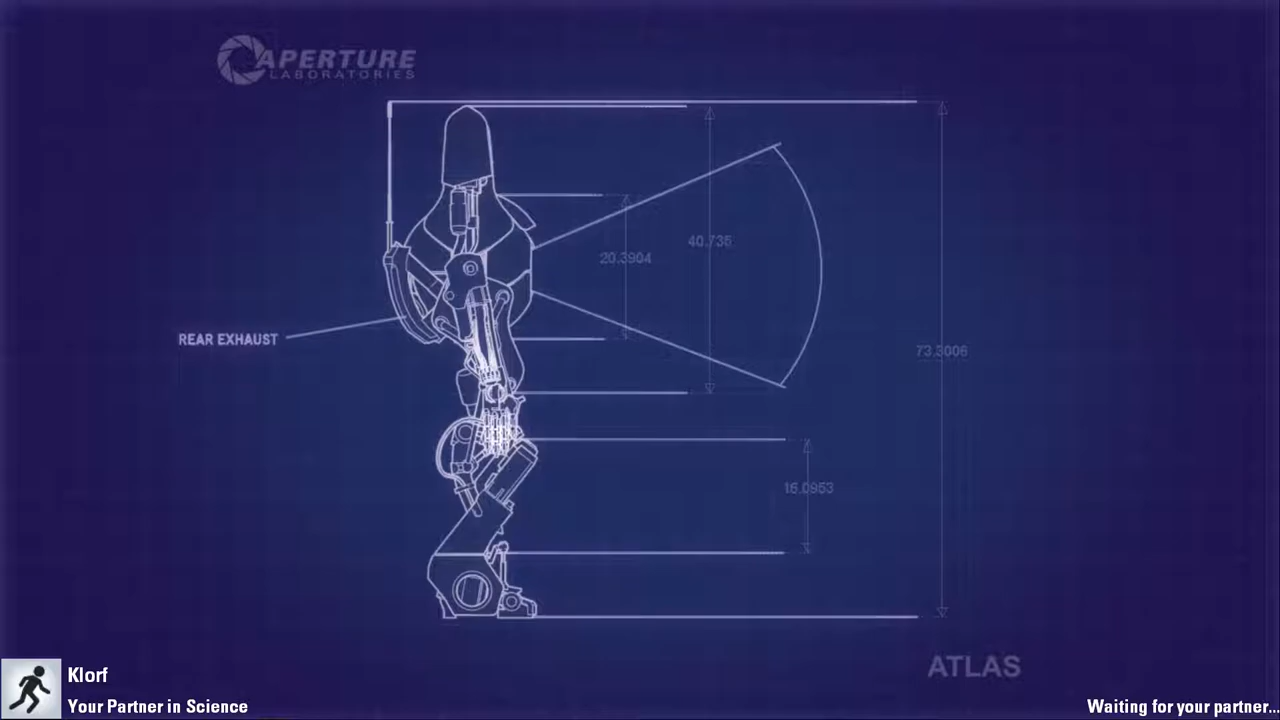 APERTURE
LABORATORIES
40.735
20.3904
REAR EXHAUST
73.3006
16.0953
ATLAS
Klorf
Your Partner in Science
Waiting for your partner...